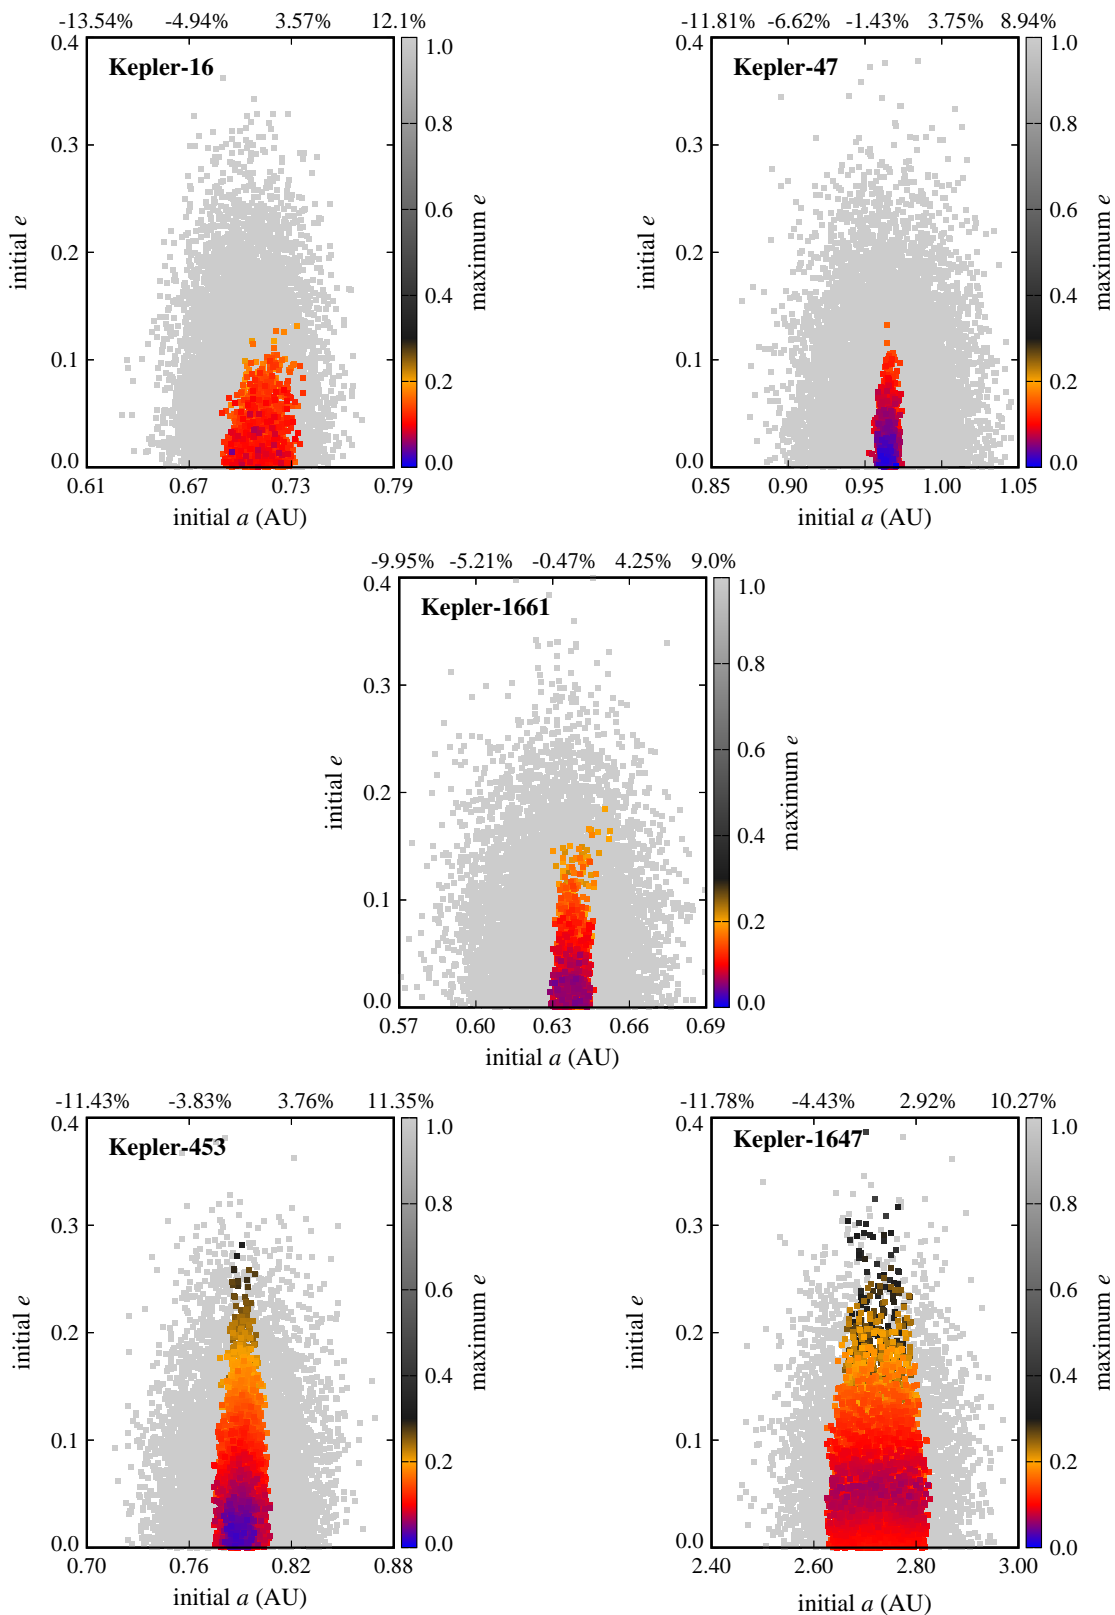 -13.54% -4.94% 3.57% 12.1%
0.4 Kepler-16 1.0
0.8
0.3
0.6
initial e 0.2 maximum e
0.4
0.1 0.2
0.0 0.0
0.61 0.67 0.73 0.79
initial a (AU)
-11.81% -6.62% -1.43% 3.75% 8.94%
0.4 Kepler-47 1.0
0.8
0.3
0.6
initial e 0.2 maximum e
0.4
0.1 0.2
0.0 0.0
0.85 0.90 0.95 1.00 1.05
initial a (AU)
-9.95% -5.21% -0.47% 4.25% 9.0%
0.4 Kepler-1661 1.0
0.8
0.3
0.6
initial e 0.2 maximum e
0.4
0.1 0.2
0.0 0.0
0.57 0.60 0.63 0.66 0.69
initial a (AU)
-11.43% -3.83% 3.76% 11.35%
0.4 Kepler-453 1.0
0.8
0.3
0.6
initial e 0.2 maximum e
0.4
0.1 0.2
0.0 0.0
0.70 0.76 0.82 0.88
initial a (AU)
-11.78% -4.43% 2.92% 10.27%
0.4 Kepler-1647 1.0
0.8
0.3
0.6
initial e 0.2 maximum e
0.4
0.1 0.2
0.0 0.0
2.40 2.60 2.80 3.00
initial a (AU)